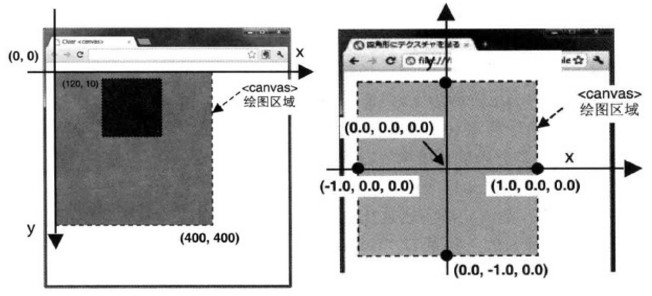 Clear <canvas>
(0, 0)
x
(120, 10)
<canvas>
绘图区域
y
(400, 400)
四角形にテクスチャを貼る
y
<canvas>
绘图区域
(0.0, 0.0, 0.0)
x
(-1.0, 0.0, 0.0)
(1.0, 0.0, 0.0)
(0.0, -1.0, 0.0)